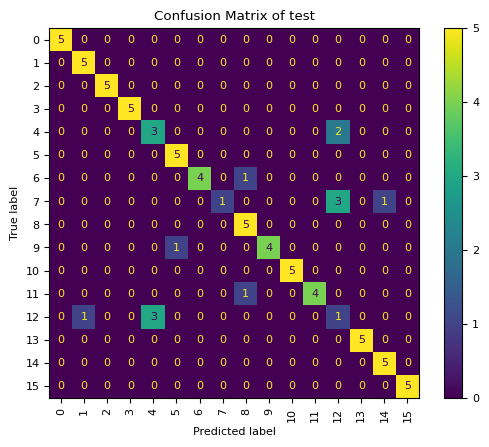 Confusion Matrix of test
0 5 0 0 0 0 0 0 0 0 0 0 0 0 0 0 0
1 0 5 0 0 0 0 0 0 0 0 0 0 0 0 0 0
2 0 0 5 0 0 0 0 0 0 0 0 0 0 0 0 0
3 0 0 0 5 0 0 0 0 0 0 0 0 0 0 0 0
4 0 0 0 0 3 0 0 0 0 0 0 0 2 0 0 0
5 0 0 0 0 0 5 0 0 0 0 0 0 0 0 0 0
6 0 0 0 0 0 0 4 0 1 0 0 0 0 0 0 0
7 0 0 0 0 0 0 0 1 0 0 0 0 3 0 1 0
8 0 0 0 0 0 0 0 0 5 0 0 0 0 0 0 0
9 0 0 0 0 0 1 0 0 0 4 0 0 0 0 0 0
10 0 0 0 0 0 0 0 0 0 0 5 0 0 0 0 0
11 0 0 0 0 0 0 0 0 1 0 0 4 0 0 0 0
12 0 1 0 0 3 0 0 0 0 0 0 0 1 0 0 0
13 0 0 0 0 0 0 0 0 0 0 0 0 0 5 0 0
14 0 0 0 0 0 0 0 0 0 0 0 0 0 0 5 0
15 0 0 0 0 0 0 0 0 0 0 0 0 0 0 0 5
0 1 2 3 4 5 6 7 8 9 10 11 12 13 14 15
Predicted label
True label
5
4
3
2
1
0